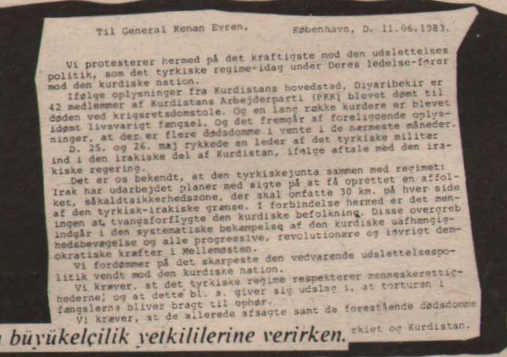 Til General Kenan Evren, København, D. 11.06.1983.
Vi protesterer hermed på det kraftigste mod den udslettelses
politik, som det tyrkiske regime-idag under Deres ledelse-fører
mod den kurdiske nation.
Ifølge oplysninger fra Kurdistans hovedstad, Diyaribekir er
42 medlemmer af Kurdistans Arbejderparti (PKK) blevet dømt til
døden ved krigsretsdomstole. Og en lang række kurdere er blevet
idømt livsvarigt fængsel. Og det fremgår af foreliggende oplys-
ninger, at der er flere dødsdomme i vente i de nærmeste måneder.
D. 25. og 26. maj rykkede en leder af det tyrkiske militær
ind i den irakiske del af Kurdistan, ifølge aftale med den ira-
kiske regering.
Det er os bekendt, at den tyrkiskejunta sammen med regimet:
Irak har udarbejdet planer med sigte på at få oprettet en affol-
ket, såkaldtsikkerhedszone, der skal omfatte 30 km. på hver side
af den tyrkisk-irakiske grænse. I forbindelse hermed er det men-
ingen at tvangsforflygte den kurdiske befolkning. Disse overgreb
indgår i den systematiske bekæmpelse af den kurdiske uafhængig-
hedsbevægelse og alle progressive, revolutionære og iøvrigt dem-
okratiske kræfter i Mellemøsten.
Vi fordømmer på det skarpeste den vedvarende udslettelsespo-
litik vendt mod den kurdiske nation.
Vi kræver, at det tyrkiske regime respekterer menneskerettig-
hederne; og at dette bl. a. giver sig udslag i, at torturen i
fængslerne bliver bragt til ophør.
Vi kræver, at de allerede afsagte samt de forestående dødsdomme
rkiet og Kurdistan.
büyükelçilik yetkililerine verirken.